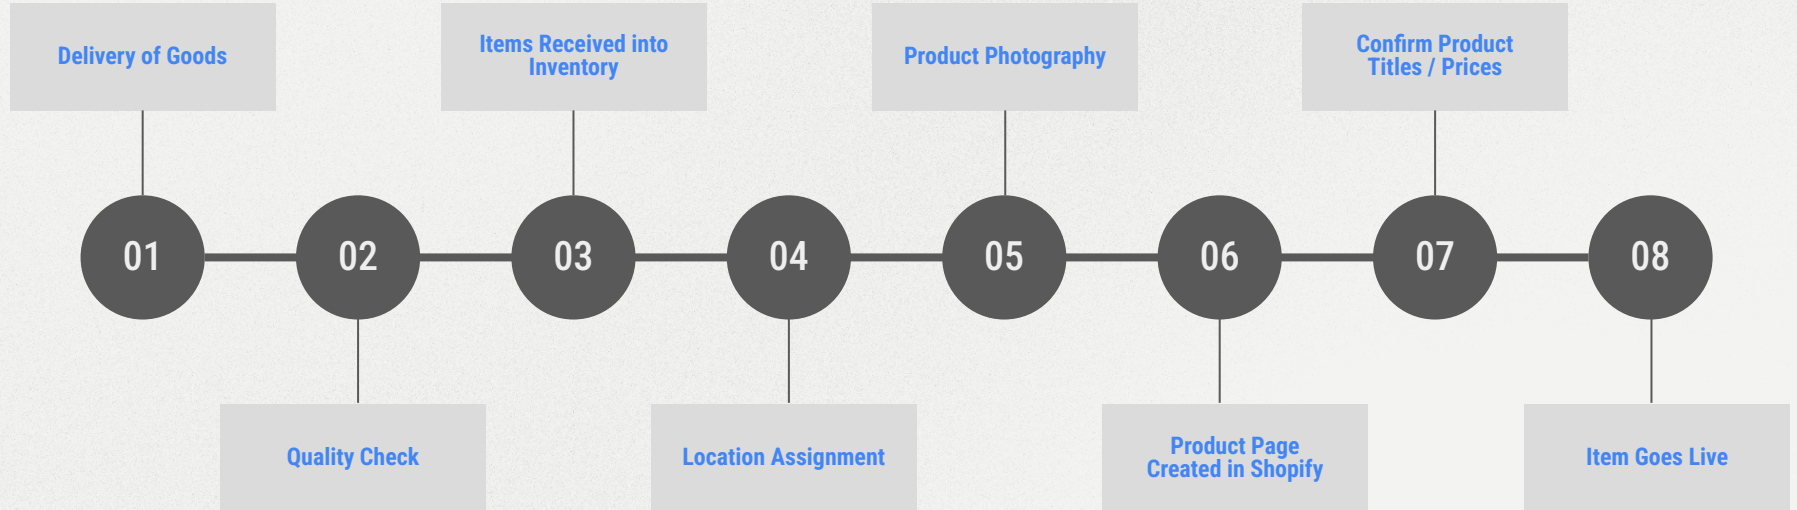 Delivery of Goods
Items Received into
Inventory
Product Photography
Confirm Product
Titles / Prices
01
02
03
04
05
06
07
08
Quality Check
Location Assignment
Product Page
Created in Shopify
Item Goes Live